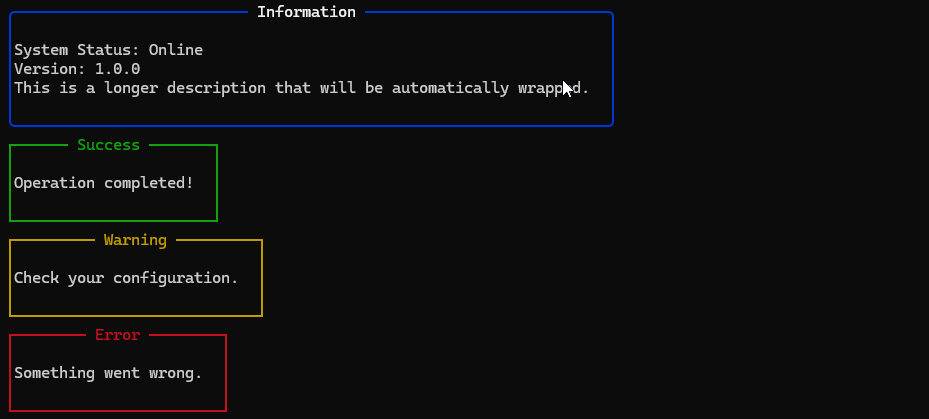 Information
System Status: Online
Version: 1.0.0
This is a longer description that will be automatically wrapped.
Success
Operation completed!
Warning
Check your configuration.
Error
Something went wrong.